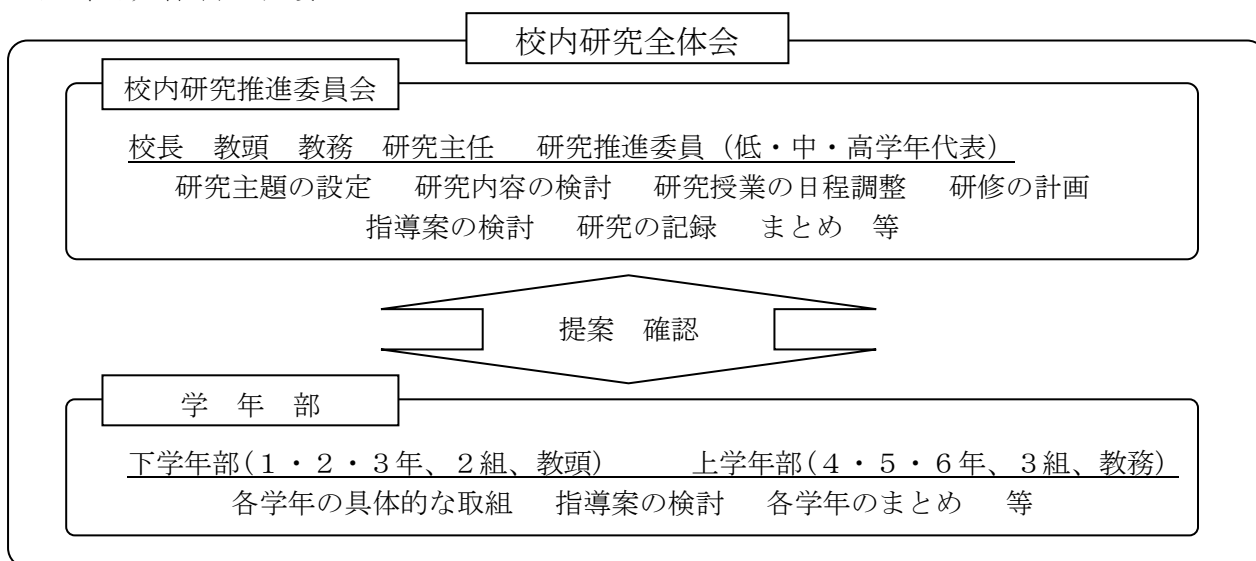 校内研究全体会
校内研究推進委員会
校長　教頭　教務　研究主任　研究推進委員（低・中・高学年代表）
研究主題の設定　研究内容の検討　研究授業の日程調整　研修の計画
指導案の検討　研究の記録　まとめ　等
提案　確認
学　年　部
下学年部（１・２・３年、２組、教頭）　上学年部（４・５・６年、３組、教務）
各学年の具体的な取組　指導案の検討　各学年のまとめ　等